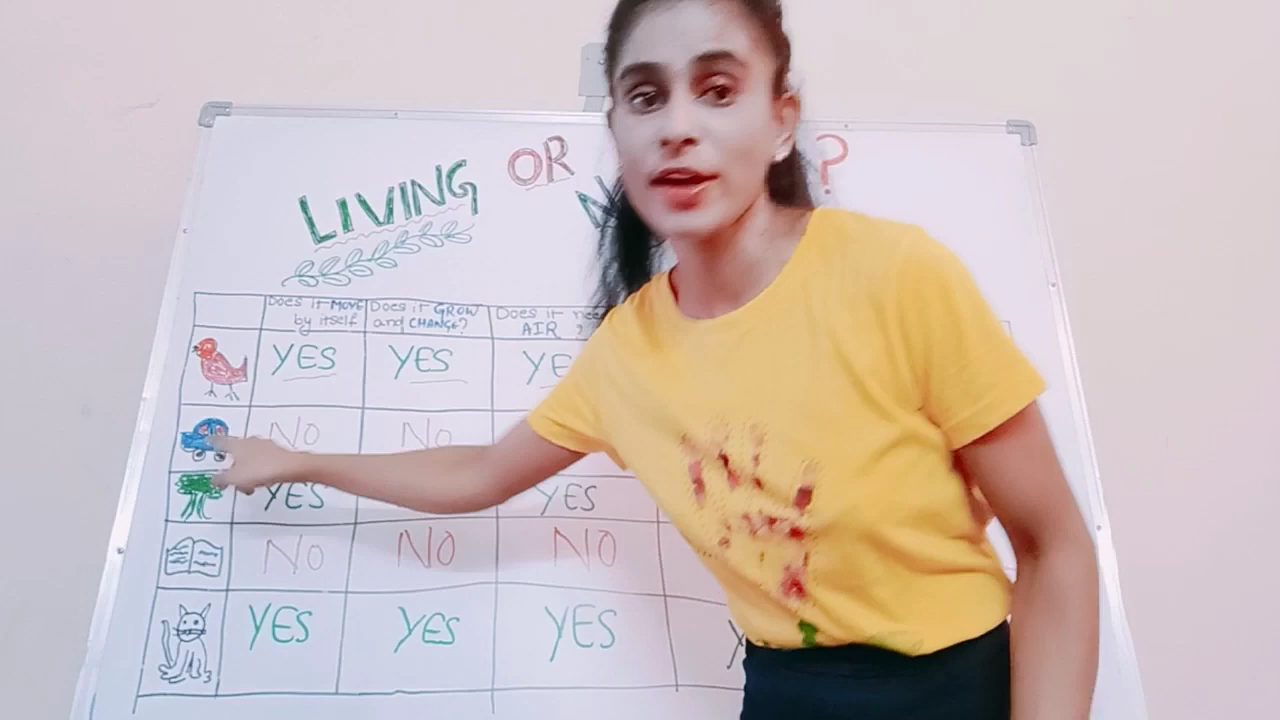 LIVING OR
?
Does it MOVE
by itself
Does it GROW
and CHANGE?
Does it need
AIR ?
YES YES YE
NO NO
YES YES
NO NO NO
YES YES YES Y